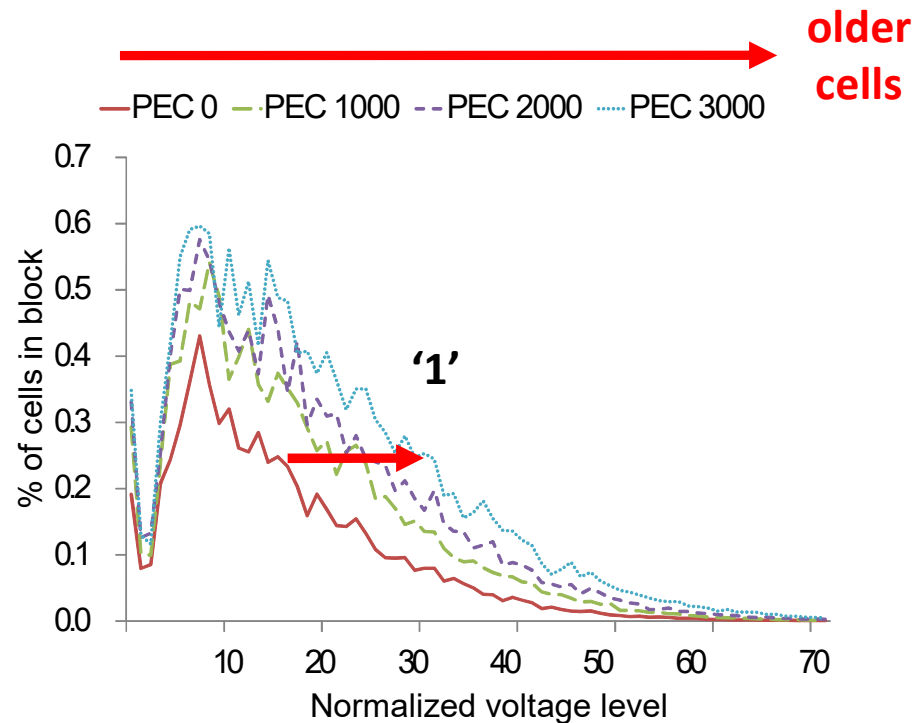 older
cells
PEC 0 PEC 1000 PEC 2000 PEC 3000
0.7
0.6
0.5
0.4
0.3
0.2
0.1
0.0
% of cells in block
‘1’
10 20 30 40 50 60 70
Normalized voltage level